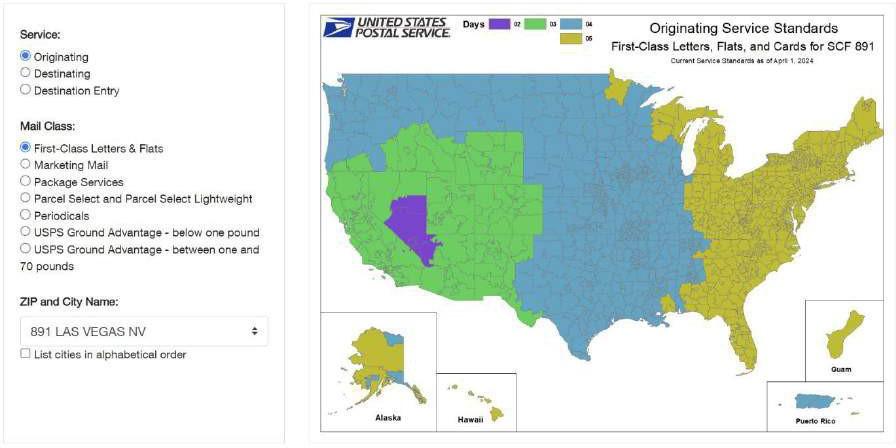 Service:
Originating
Destinating
Destination Entry
Mail Class:
First-Class Letters & Flats
Marketing Mail
Package Services
Parcel Select and Parcel Select Lightweight
Periodicals
USPS Ground Advantage - below one pound
USPS Ground Advantage - between one and
70 pounds
ZIP and City Name:
891 LAS VEGAS NV
List cities in alphabetical order
UNITED STATES
POSTAL SERVICE.
Days 02 03 04
05
Originating Service Standards
First-Class Letters, Flats, and Cards for SCF 891
Current Service Standards as of April 1, 2024
Alaska
Hawaii
Guam
Puerto Rico